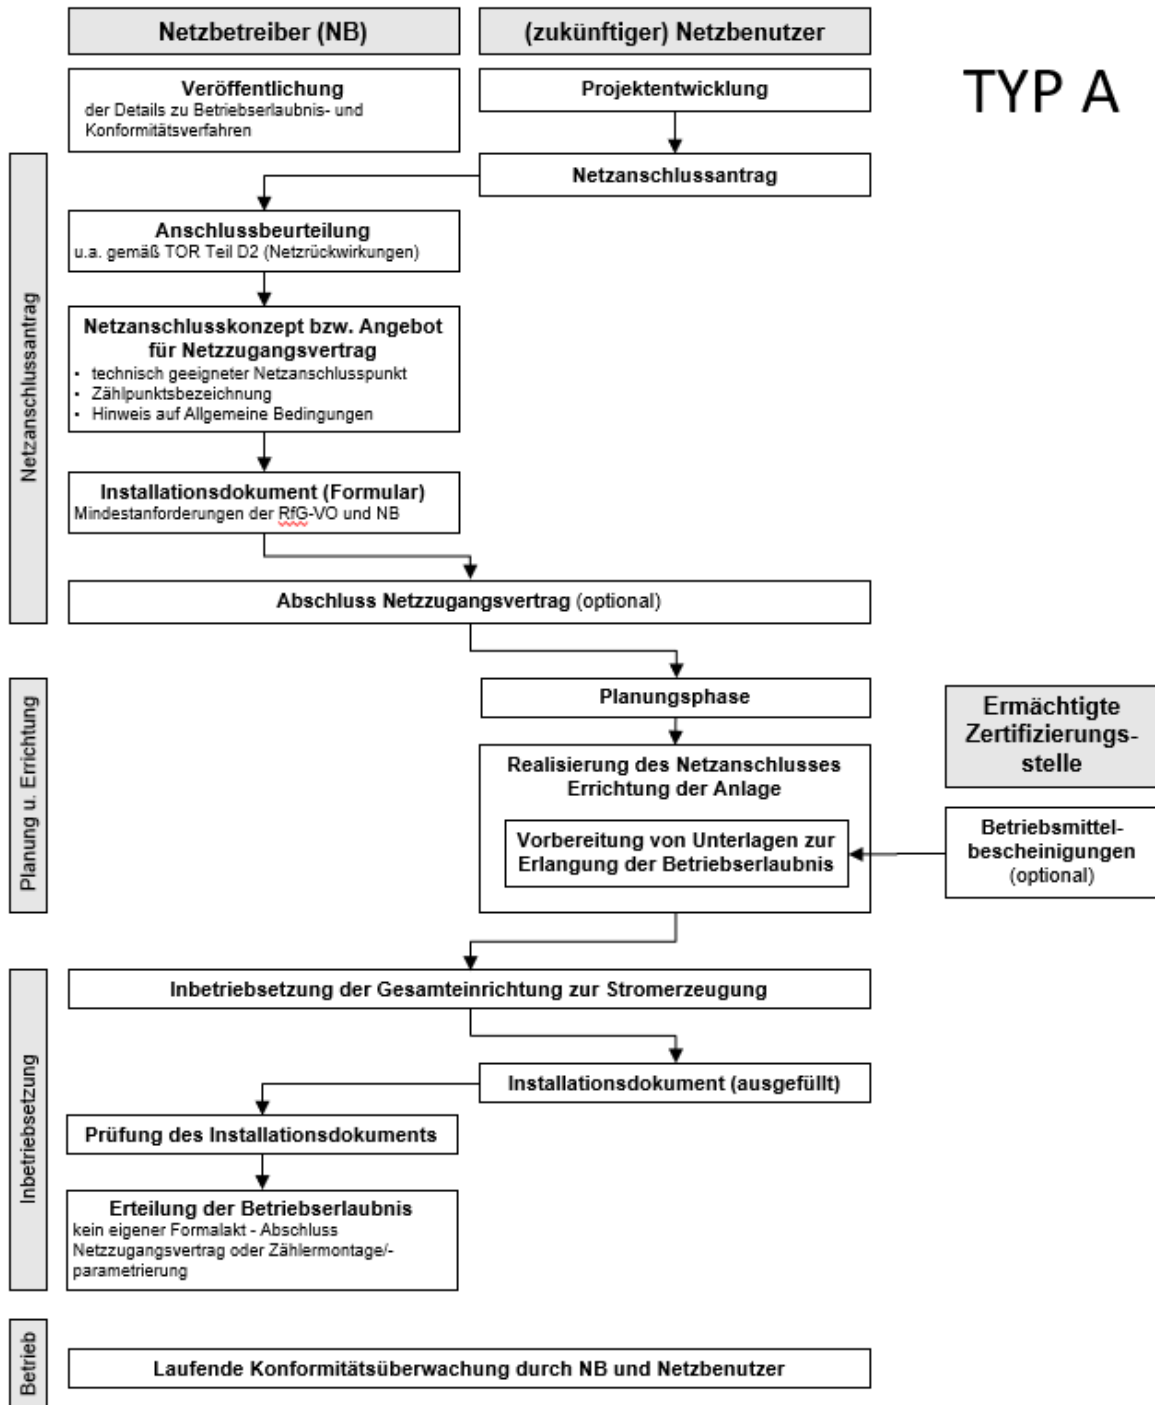 Netzbetreiber (NB)
(zukünftiger) Netzbenutzer
TYP A
Veröffentlichung
der Details zu Betriebserlaubnis- und
Konformitätsverfahren
Projektentwicklung
Netzanschlussantrag
Netzanschlussantrag
Anschlussbeurteilung
u.a. gemäß TOR Teil D2 (Netzrückwirkungen)
Netzanschlusskonzept bzw. Angebot
für Netzzugangsvertrag
• technisch geeigneter Netzanschlusspunkt
• Zählpunktsbezeichnung
• Hinweis auf Allgemeine Bedingungen
Installationsdokument (Formular)
Mindestanforderungen der RfG-VO und NB
Abschluss Netzzugangsvertrag (optional)
Planung u. Errichtung
Planungsphase
Realisierung des Netzanschlusses
Errichtung der Anlage
Vorbereitung von Unterlagen zur
Erlangung der Betriebserlaubnis
Ermächtigte
Zertifizierungs-
stelle
Betriebsmittel-
bescheinigungen
(optional)
Inbetriebsetzung
Inbetriebsetzung der Gesamteinrichtung zur Stromerzeugung
Installationsdokument (ausgefüllt)
Prüfung des Installationsdokuments
Erteilung der Betriebserlaubnis
kein eigener Formalakt - Abschluss
Netzzugangsvertrag oder Zählermontage/-
parametrierung
Betrieb
Laufende Konformitätsüberwachung durch NB und Netzbenutzer